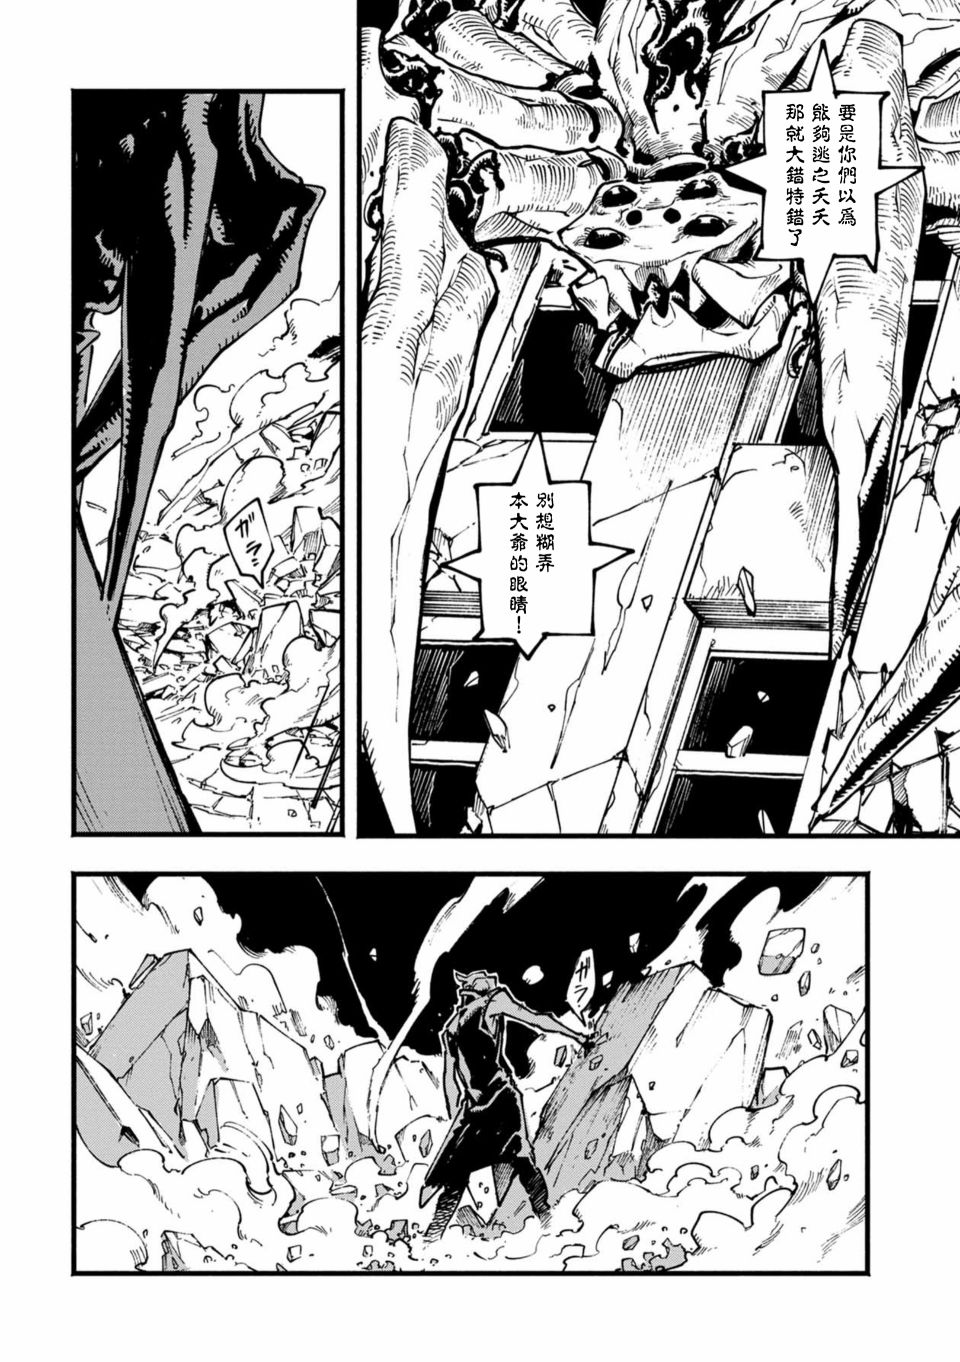 要是你們以爲
能夠逃之夭夭
那就大錯特錯了
別想糊弄
本大爺的眼睛！
ガラ
ガラ